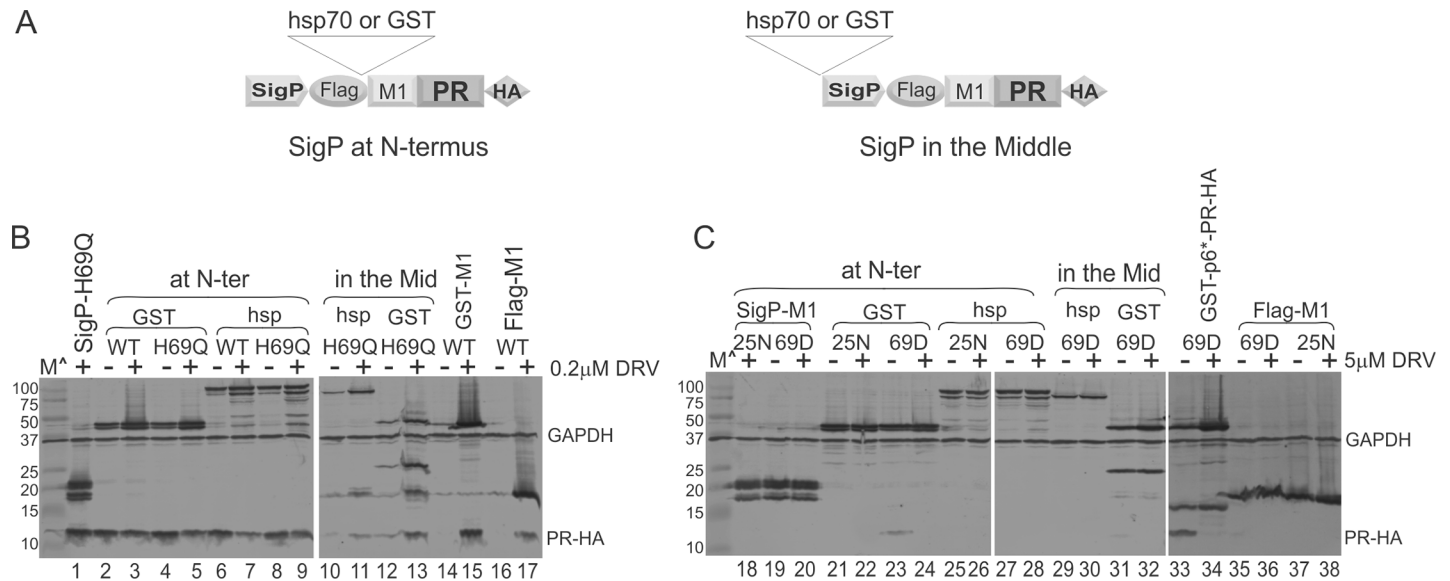 A
hsp70 or GST
hsp70 or GST
SigP Flag M1 PR HA
SigP Flag M1 PR HA
SigP at N-termus
SigP in the Middle
B
SigP-H69Q
at N-ter
in the Mid
GST-M1
Flag-M1
GST hsp hsp GST
WT H69Q WT H69Q H69Q H69Q WT WT
M^ + - + - + - + - + - + - + - + - + 0.2μM DRV
100
75
50
37
25
20
15
10
GAPDH
PR-HA
1 2 3 4 5 6 7 8 9 10 11 12 13 14 15 16 17
C
at N-ter
in the Mid
GST-p6*-PR-HA
SigP-M1 GST hsp hsp GST Flag-M1
25N 69D 25N 69D 25N 69D 69D 69D 69D 69D 25N
M^ + - + - + - + - + - + - + - + - + - + - + 5μM DRV
100
75
50
37
25
20
15
10
GAPDH
PR-HA
18 19 20 21 22 23 24 25 26 27 28 29 30 31 32 33 34 35 36 37 38